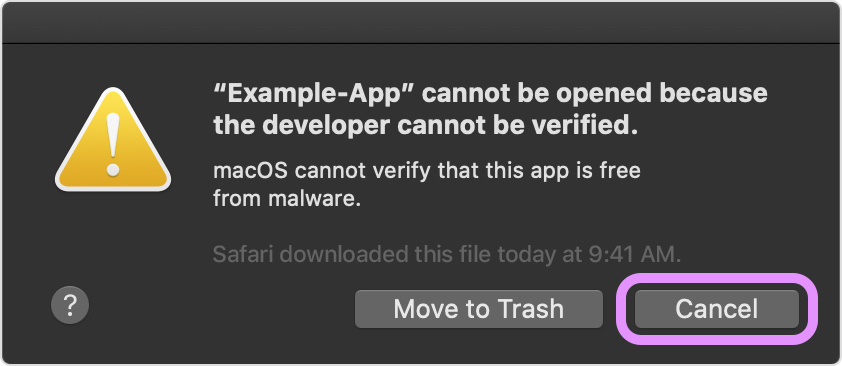 “Example-App” cannot be opened because
the developer cannot be verified.
macOS cannot verify that this app is free
from malware.
Safari downloaded this file today at 9:41 AM.
?
Move to Trash
Cancel